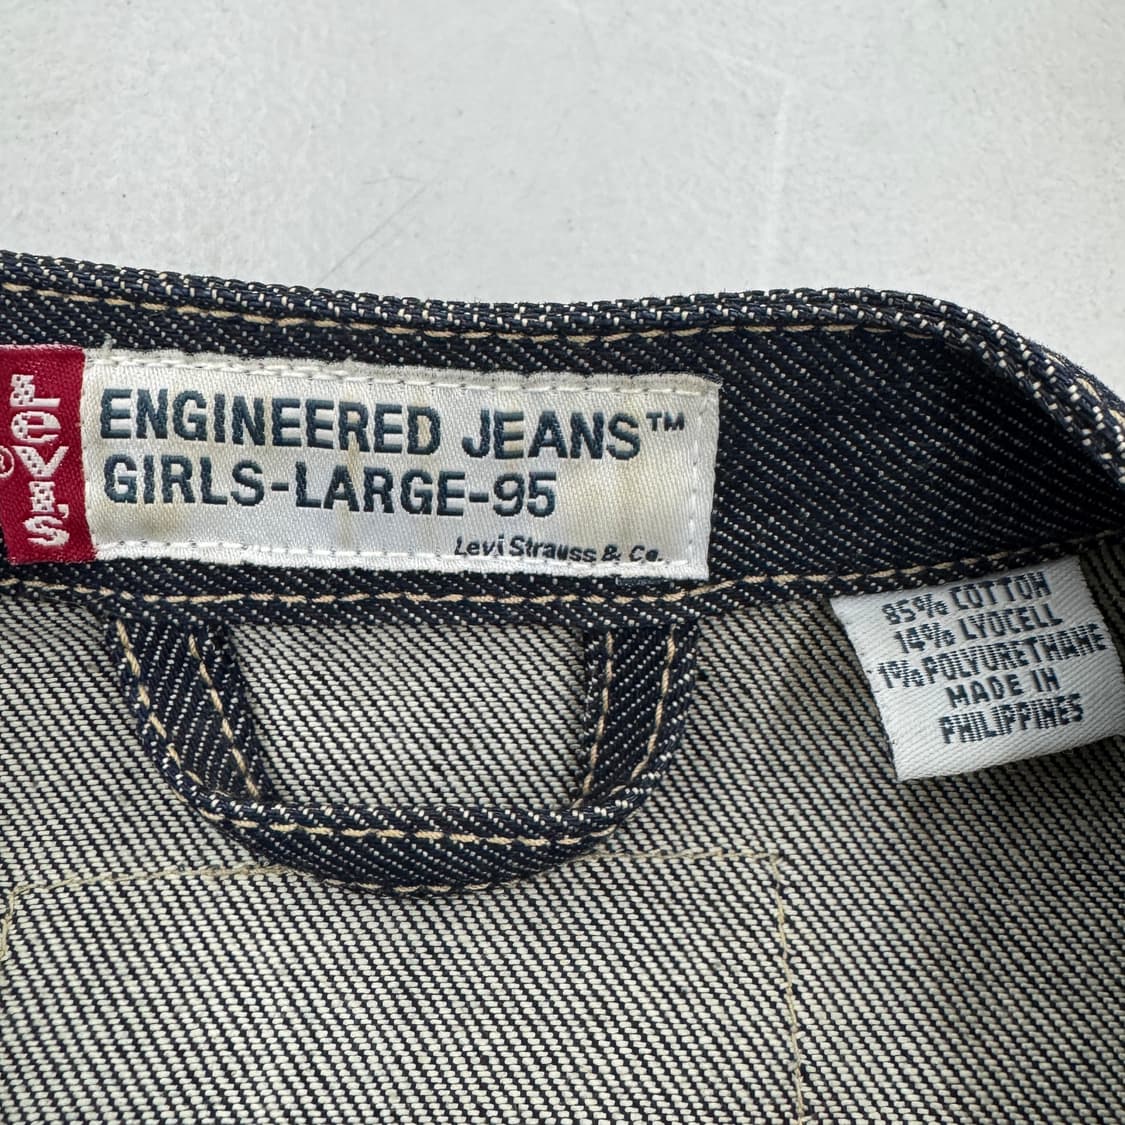 LEVI'S
®
ENGINEERED JEANS™
GIRLS-LARGE-95
Levi Strauss & Co.
85% COTTON
14% LYOCELL
1% POLYURETHANE
MADE IN
PHILIPPINES